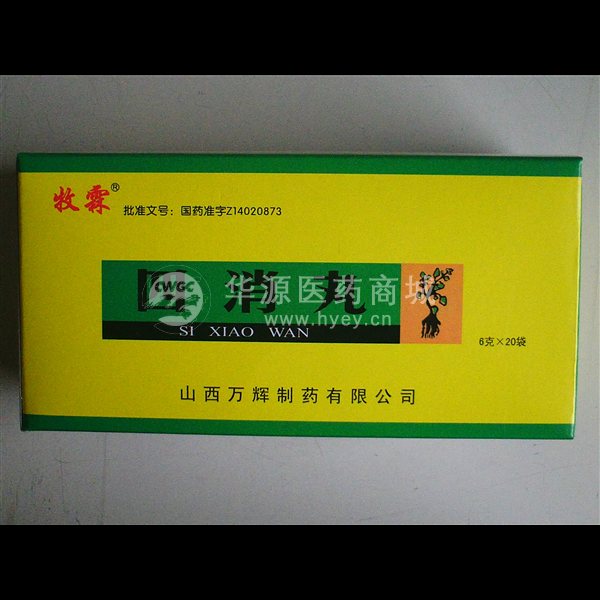 牧霖®
批准文号：国药准字Z14020873
四消丸
CWGC
华源医药商城
www.hyey.cn
SI XIAO WAN
6克×20袋
山西万辉制药有限公司